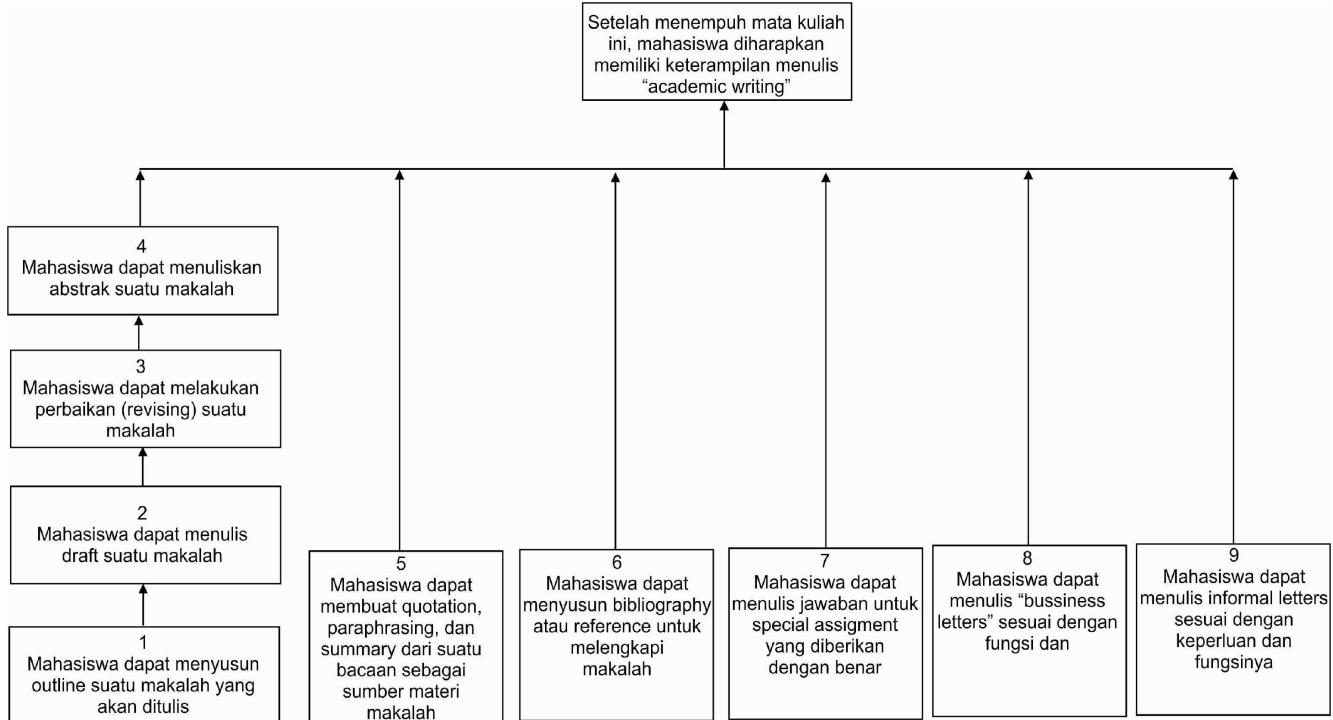 Setelah menempuh mata kuliah
ini, mahasiswa diharapkan
memiliki keterampilan menulis
“academic writing”
4
Mahasiswa dapat menuliskan
abstrak suatu makalah
3
Mahasiswa dapat melakukan
perbaikan (revising) suatu
makalah
2
Mahasiswa dapat menulis
draft suatu makalah
1
Mahasiswa dapat menyusun
outline suatu makalah yang
akan ditulis
5
Mahasiswa dapat
membuat quotation,
paraphrasing, dan
summary dari suatu
bacaan sebagai
sumber materi
makalah
6
Mahasiswa dapat
menyusun bibliography
atau reference untuk
melengkapi
makalah
7
Mahasiswa dapat
menulis jawaban untuk
special assigment
yang diberikan
dengan benar
8
Mahasiswa dapat
menulis “bussiness
letters” sesuai dengan
fungsi dan
9
Mahasiswa dapat
menulis informal letters
sesuai dengan
keperluan dan
fungsinya